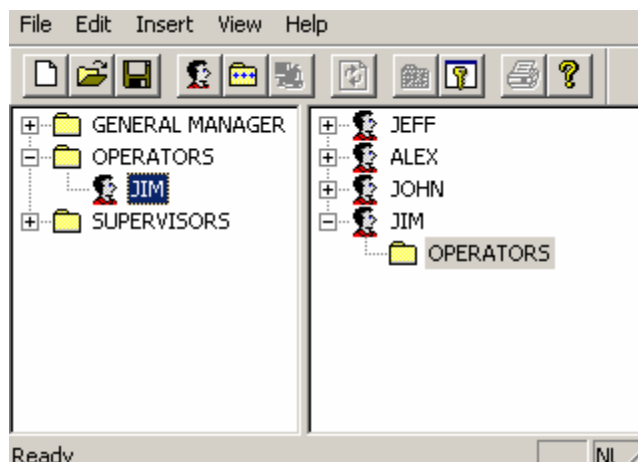 File Edit Insert View Help
GENERAL MANAGER
OPERATORS
JIM
SUPERVISORS
JEFF
ALEX
JOHN
JIM
OPERATORS
Ready